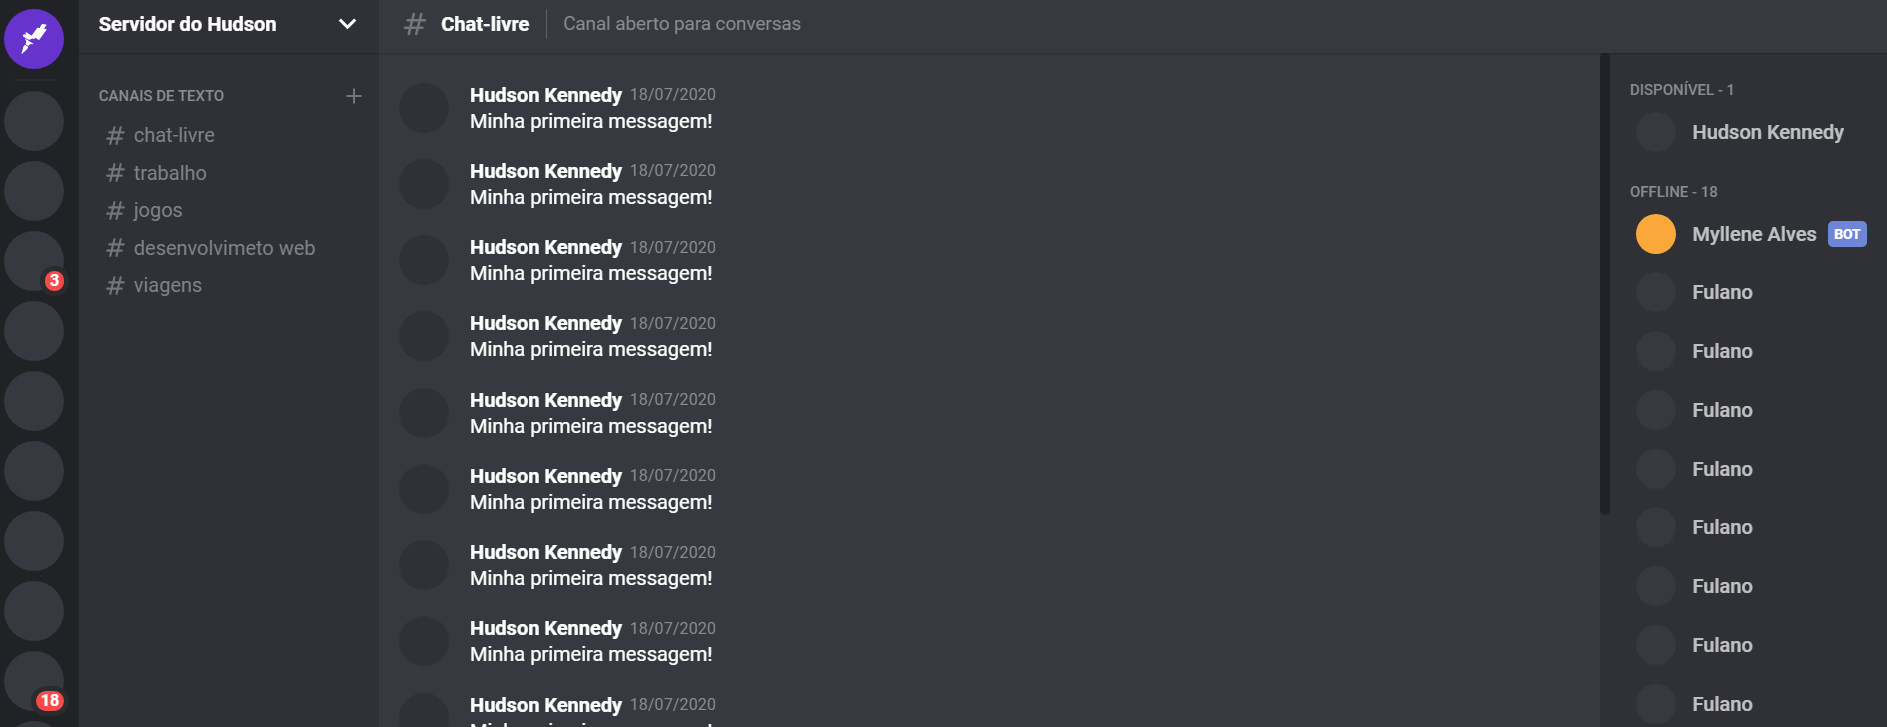 Servidor do Hudson
CANAIS DE TEXTO
# chat-livre
# trabalho
# jogos
# desenvolvimeto web
# viagens
3
18
# Chat-livre
Canal aberto para conversas
Hudson Kennedy 18/07/2020
Minha primeira messagem!
Hudson Kennedy 18/07/2020
Minha primeira messagem!
Hudson Kennedy 18/07/2020
Minha primeira messagem!
Hudson Kennedy 18/07/2020
Minha primeira messagem!
Hudson Kennedy 18/07/2020
Minha primeira messagem!
Hudson Kennedy 18/07/2020
Minha primeira messagem!
Hudson Kennedy 18/07/2020
Minha primeira messagem!
Hudson Kennedy 18/07/2020
Minha primeira messagem!
Hudson Kennedy 18/07/2020
DISPONÍVEL - 1
Hudson Kennedy
OFFLINE - 18
Myllene Alves BOT
Fulano
Fulano
Fulano
Fulano
Fulano
Fulano
Fulano
Fulano